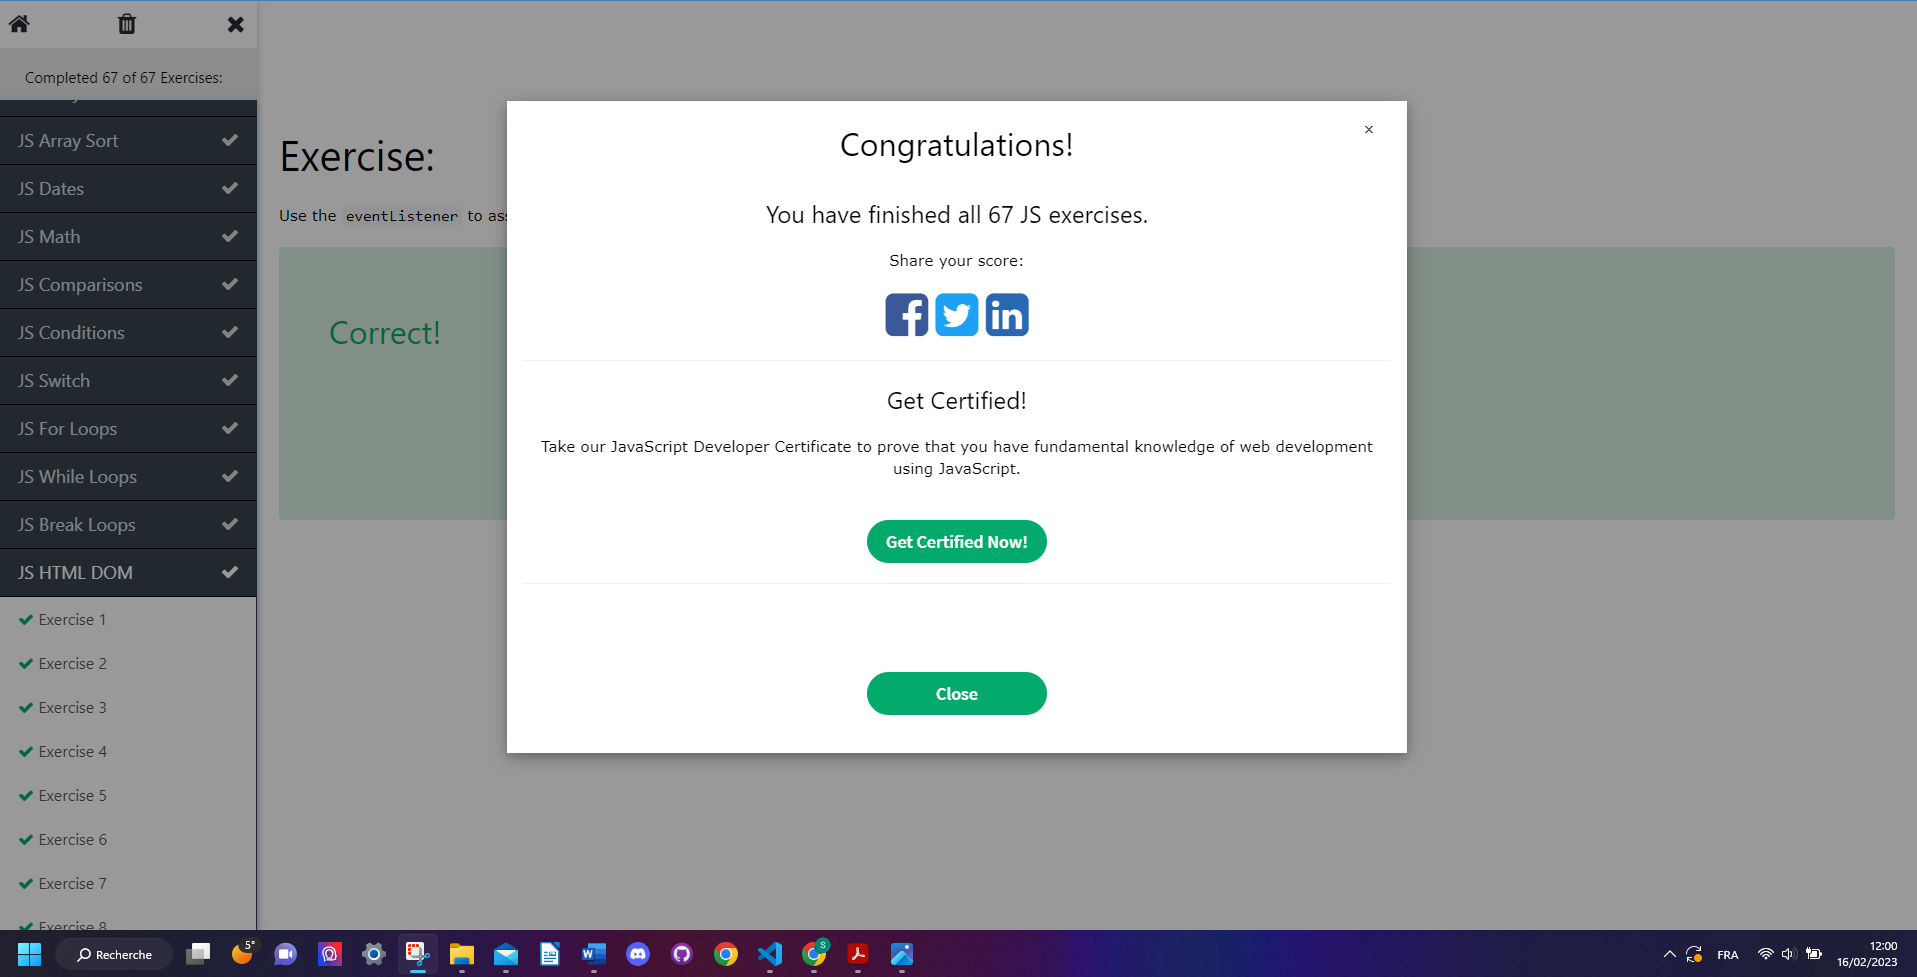 Completed 67 of 67 Exercises:
JS Array Sort
JS Dates
JS Math
JS Comparisons
JS Conditions
JS Switch
JS For Loops
JS While Loops
JS Break Loops
JS HTML DOM
Exercise 1
Exercise 2
Exercise 3
Exercise 4
Exercise 5
Exercise 6
Exercise 7
Exercise 8
Exercise:
Use the eventListener to
Correct!
×
Congratulations!
You have finished all 67 JS exercises.
Share your score:
Get Certified!
Take our JavaScript Developer Certificate to prove that you have fundamental knowledge of web development
using JavaScript.
Get Certified Now!
Close
Recherche
5°
S
FRA
12:00
16/02/2023